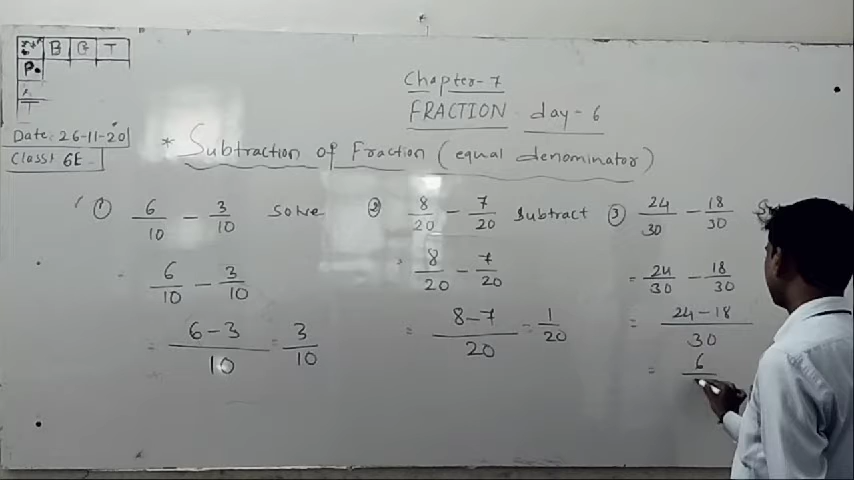 B G T
P.
A
T
Chapter-7
FRACTION day-6
Date: 26-11-20
Class: 6E
* Subtraction of Fraction (equal denominator)
① 6/10 - 3/10 Solve
6/10 - 3/10
= 6-3/10 = 3/10
② 8/20 - 7/20 Subtract
8/20 - 7/20
= 8-7/20 = 1/20
③ 24/30 - 18/30
= 24/30 - 18/30
= 24-18/30
= 6/